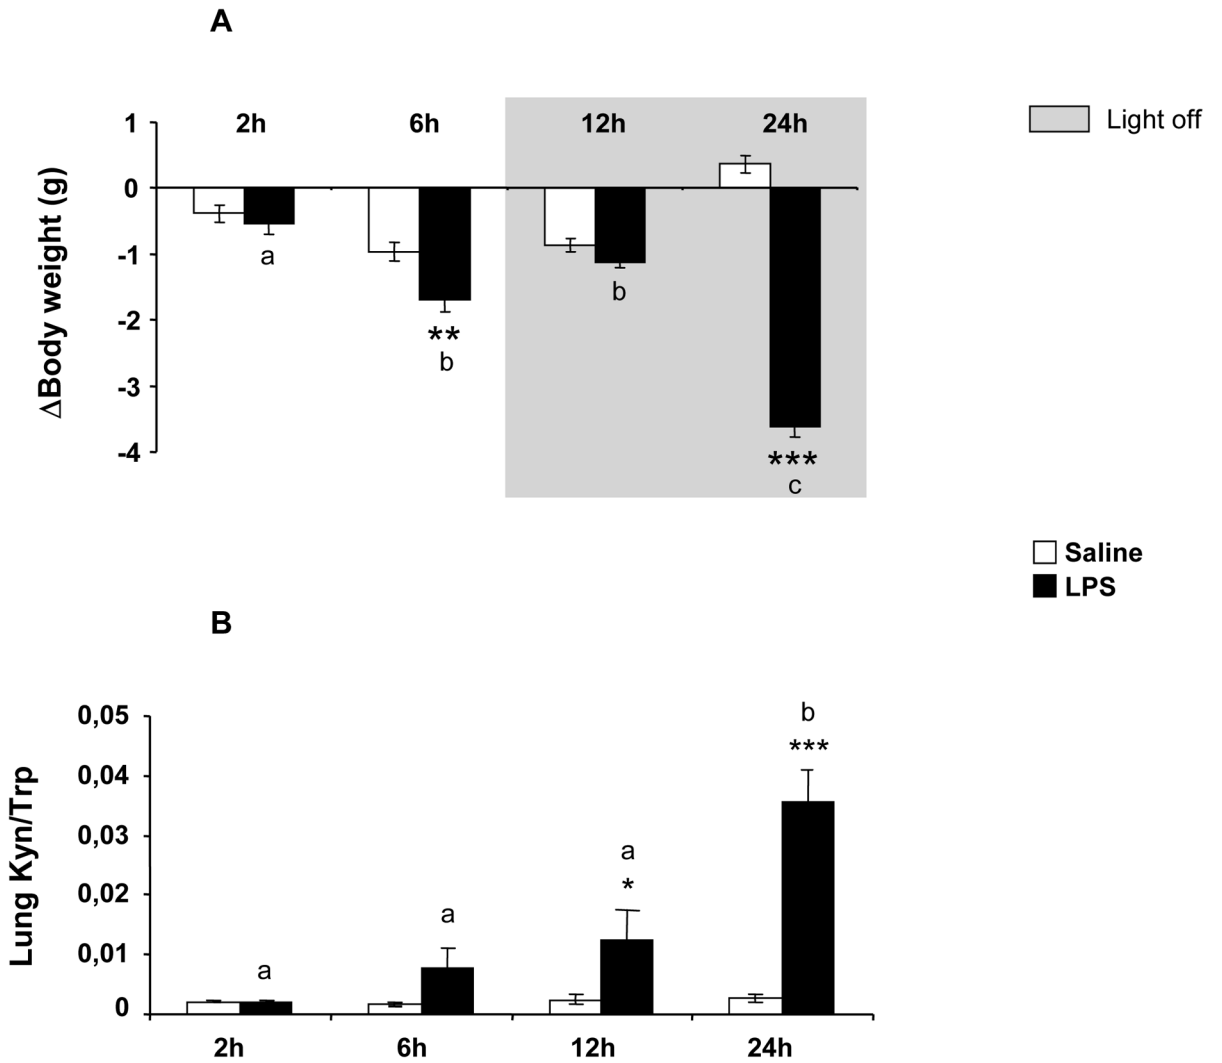 A
2h 6h 12h 24h
Light off
1
0
-1
-2
-3
-4
ΔBody weight (g)
a
**
b
b
***
c
Saline
LPS
B
0,05
0,04
0,03
0,02
0,01
0
Lung Kyn/Trp
a
a
a
*
b
***
2h 6h 12h 24h